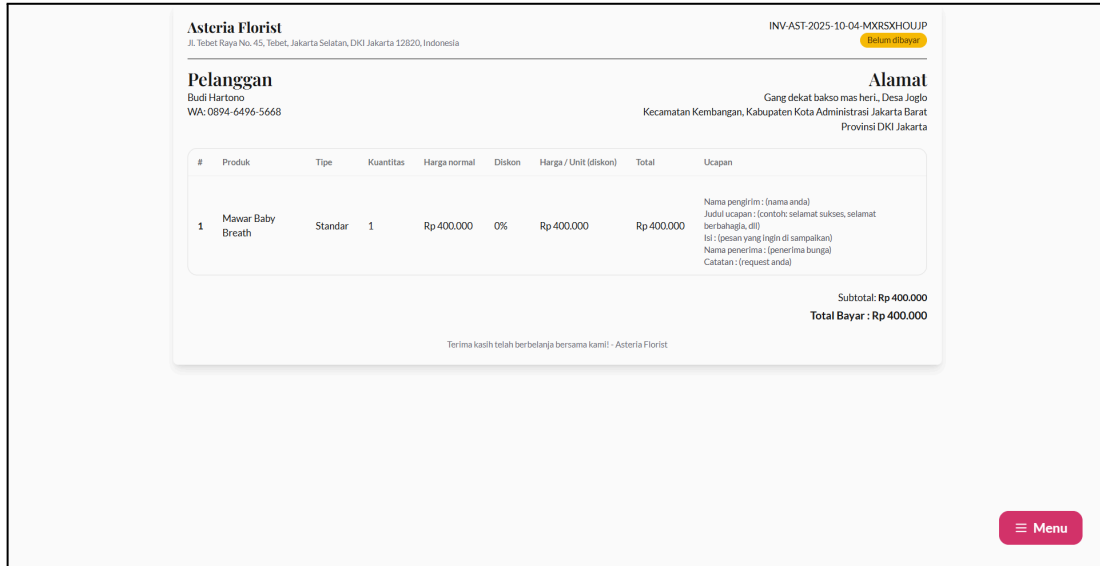 Asteria Florist
Jl. Tebet Raya No. 45, Tebet, Jakarta Selatan, DKI Jakarta 12820, Indonesia
INV-AST-2025-10-04-MXRSXHOUJP
Belum dibayar
Pelanggan
Budi Hartono
WA: 0894-6496-5668
Alamat
Gang dekat bakso mas heri., Desa Joglo
Kecamatan Kembangan, Kabupaten Kota Administrasi Jakarta Barat
Provinsi DKI Jakarta
# Produk Tipe Kuantitas Harga normal Diskon Harga / Unit (diskon) Total Ucapan
1 Mawar Baby Breath Standar 1 Rp 400.000 0% Rp 400.000 Rp 400.000
Nama pengirim : (nama anda)
Judul ucapan : (contoh: selamat sukses, selamat
berbahagia, dll)
Isi : (pesan yang ingin di sampaikan)
Nama penerima : (penerima bunga)
Catatan : (request anda)
Subtotal: Rp 400.000
Total Bayar : Rp 400.000
Terima kasih telah berbelanja bersama kami! - Asteria Florist
Menu